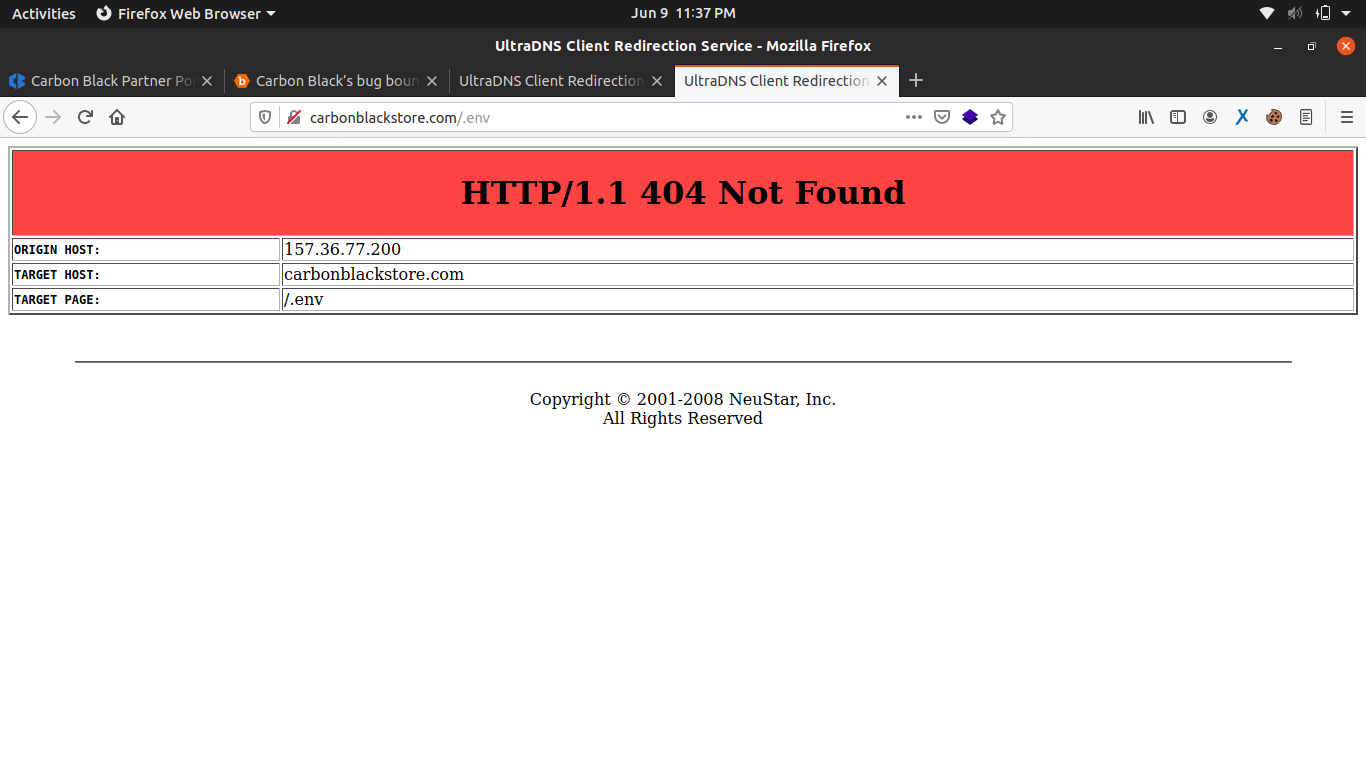 Activities Firefox Web Browser Jun 9 11:37 PM
UltraDNS Client Redirection Service - Mozilla Firefox
Carbon Black Partner Po Carbon Black's bug boun UltraDNS Client Redirection UltraDNS Client Redirection
carbonblackstore.com/.env
HTTP/1.1 404 Not Found
ORIGIN HOST: 157.36.77.200
TARGET HOST: carbonblackstore.com
TARGET PAGE: /.env
Copyright © 2001-2008 NeuStar, Inc.
All Rights Reserved